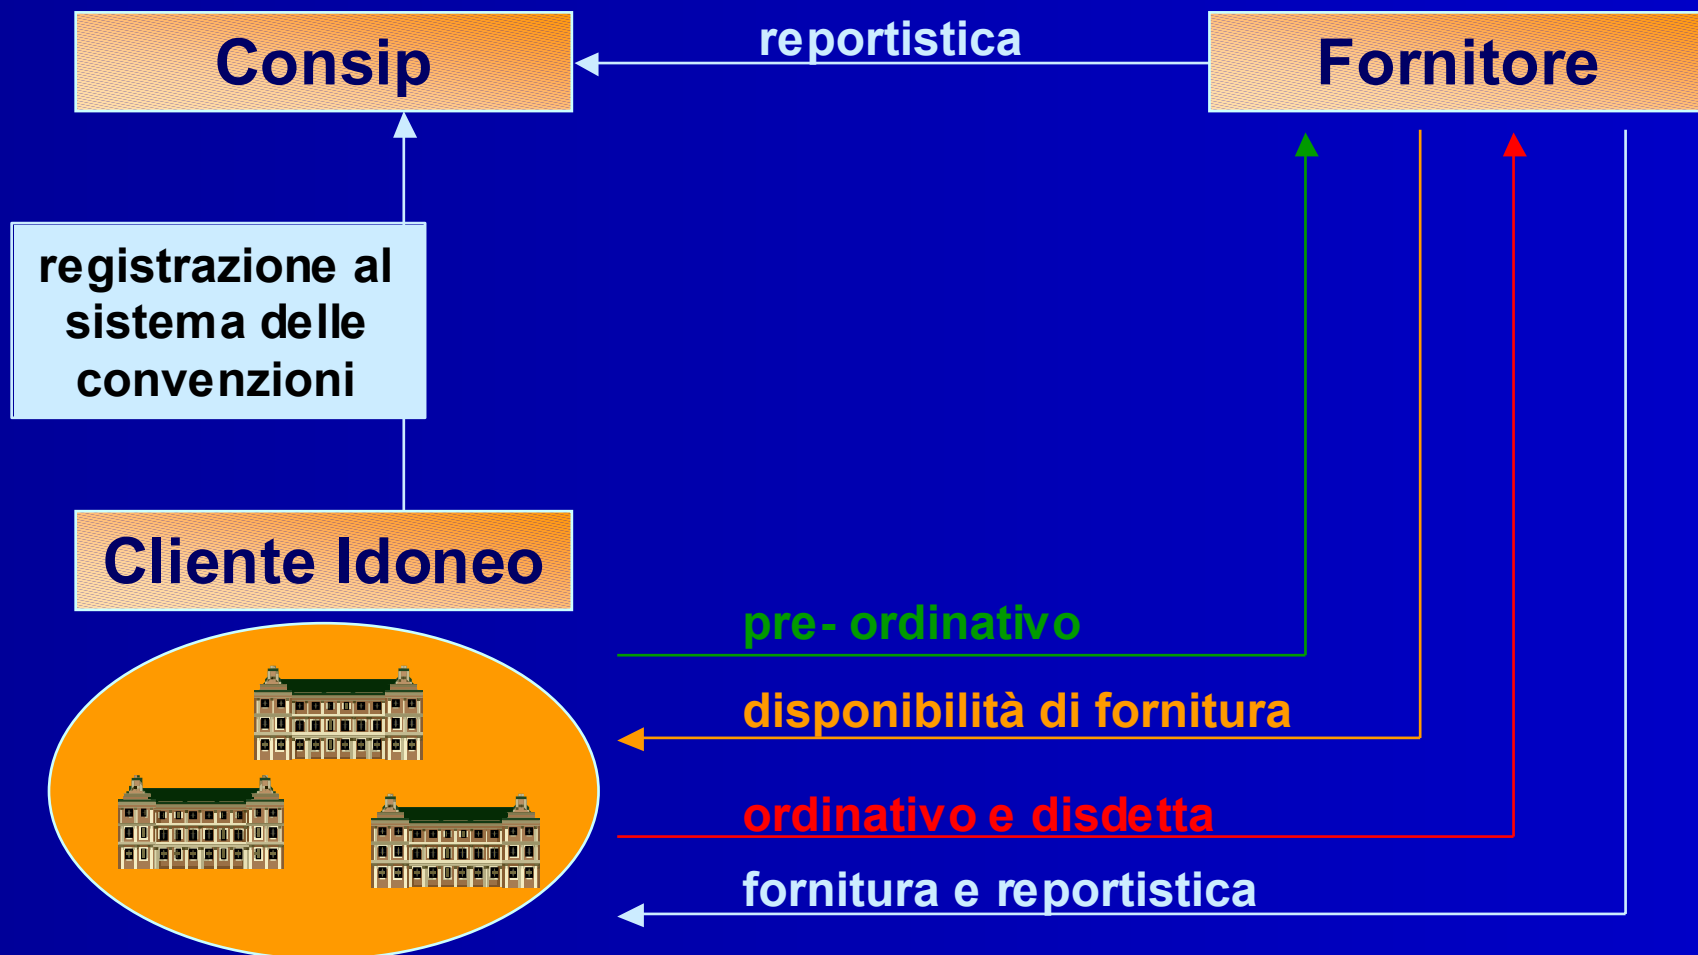 Consip
reportistica
Fornitore
registrazione al
sistema delle
convenzioni
Cliente Idoneo
pre- ordinativo
disponibilità di fornitura
ordinativo e disdetta
fornitura e reportistica